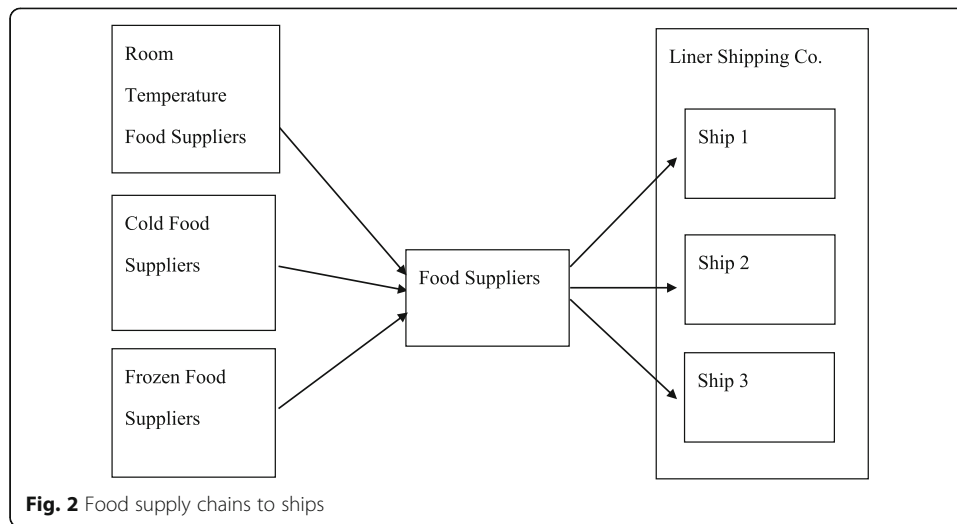 Room
Temperature
Food Suppliers
Cold Food
Suppliers
Frozen Food
Suppliers
Food Suppliers
Liner Shipping Co.
Ship 1
Ship 2
Ship 3
Fig. 2 Food supply chains to ships